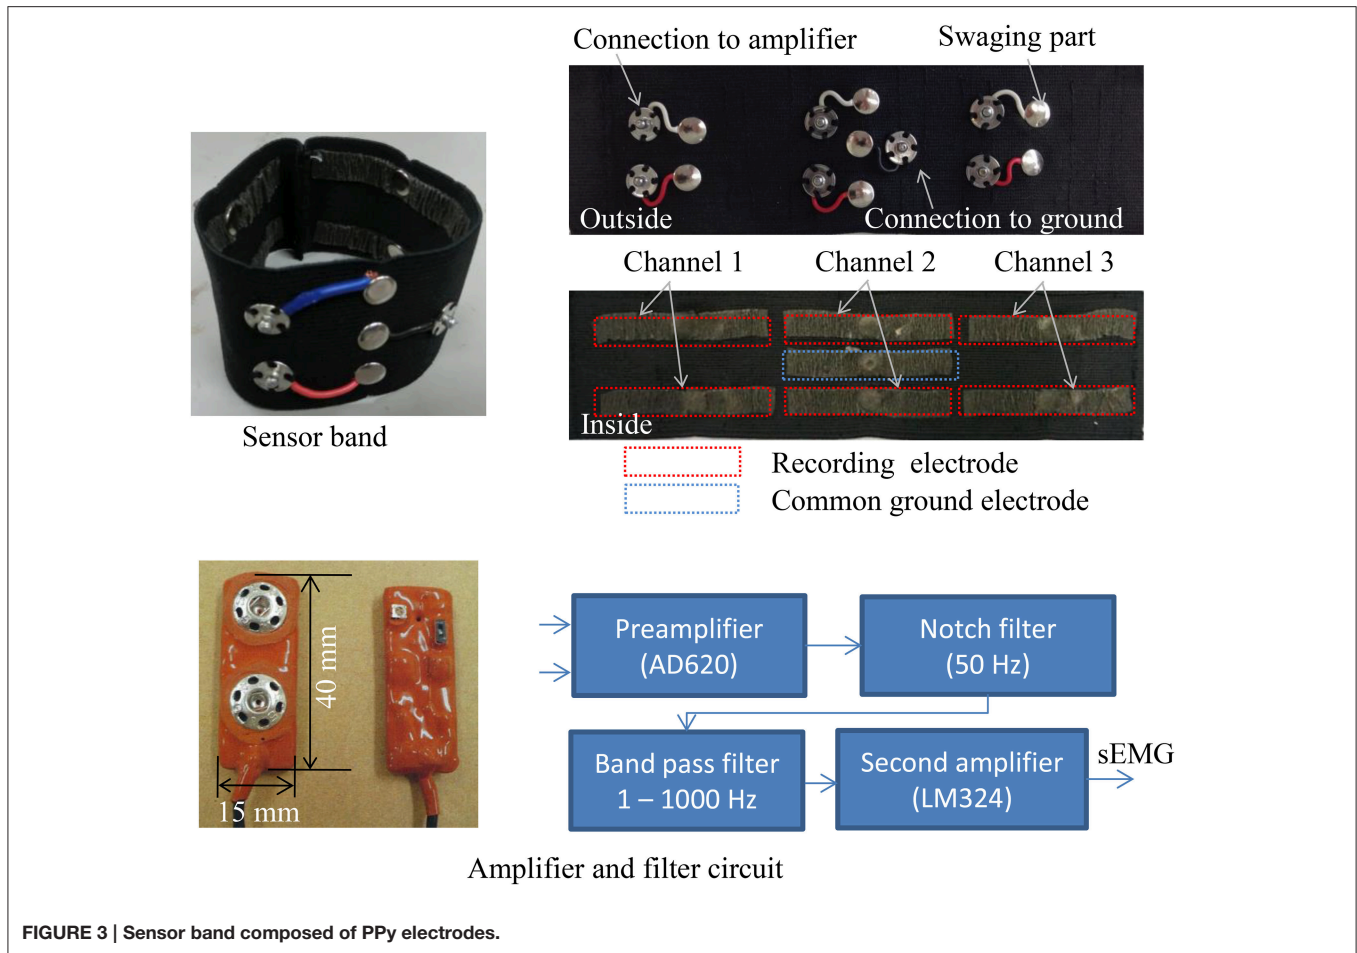 Connection to amplifier
Swaging part
Outside
Connection to ground
Sensor band
Channel 1
Channel 2
Channel 3
Inside
Recording electrode
Common ground electrode
40 mm
15 mm
Preamplifier
(AD620)
Notch filter
(50 Hz)
Band pass filter
1 – 1000 Hz
Second amplifier
(LM324)
sEMG
Amplifier and filter circuit
FIGURE 3 | Sensor band composed of PPy electrodes.